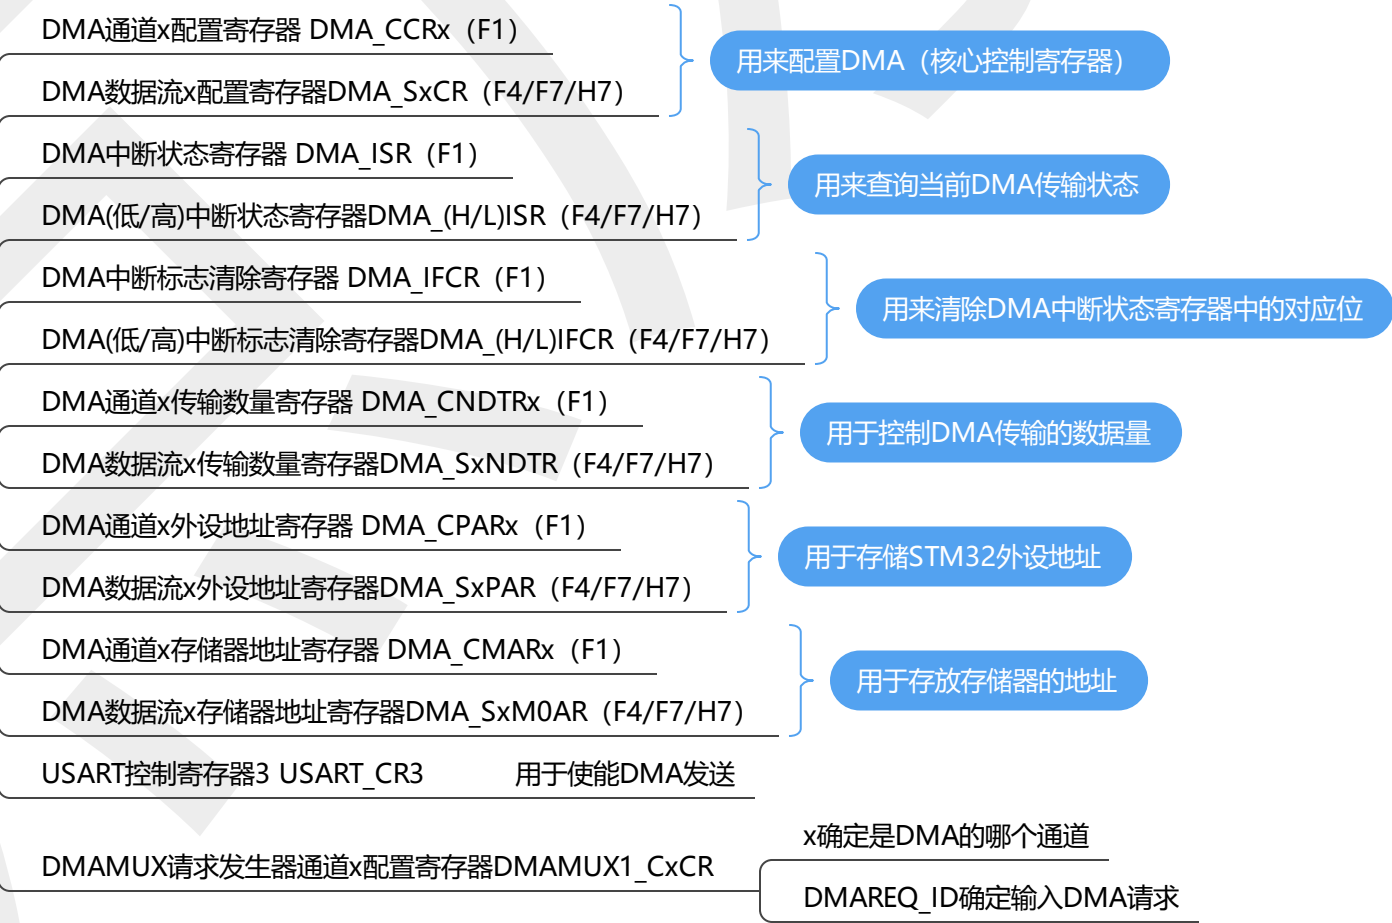 DMA通道x配置寄存器 DMA_CCRx（F1）
用来配置DMA（核心控制寄存器）
DMA数据流x配置寄存器DMA_SxCR（F4/F7/H7）
DMA中断状态寄存器 DMA_ISR（F1）
用来查询当前DMA传输状态
DMA(低/高)中断状态寄存器DMA_(H/L)ISR（F4/F7/H7）
DMA中断标志清除寄存器 DMA_IFCR（F1）
用来清除DMA中断状态寄存器中的对应位
DMA(低/高)中断标志清除寄存器DMA_(H/L)IFCR（F4/F7/H7）
DMA通道x传输数量寄存器 DMA_CNDTRx（F1）
用于控制DMA传输的数据量
DMA数据流x传输数量寄存器DMA_SxNDTR（F4/F7/H7）
DMA通道x外设地址寄存器 DMA_CPARx（F1）
用于存储STM32外设地址
DMA数据流x外设地址寄存器DMA_SxPAR（F4/F7/H7）
DMA通道x存储器地址寄存器 DMA_CMARx（F1）
用于存放存储器的地址
DMA数据流x存储器地址寄存器DMA_SxM0AR（F4/F7/H7）
USART控制寄存器3 USART_CR3 用于使能DMA发送
DMAMUX请求发生器通道x配置寄存器DMAMUX1_CxCR
x确定是DMA的哪个通道
DMAREQ_ID确定输入DMA请求